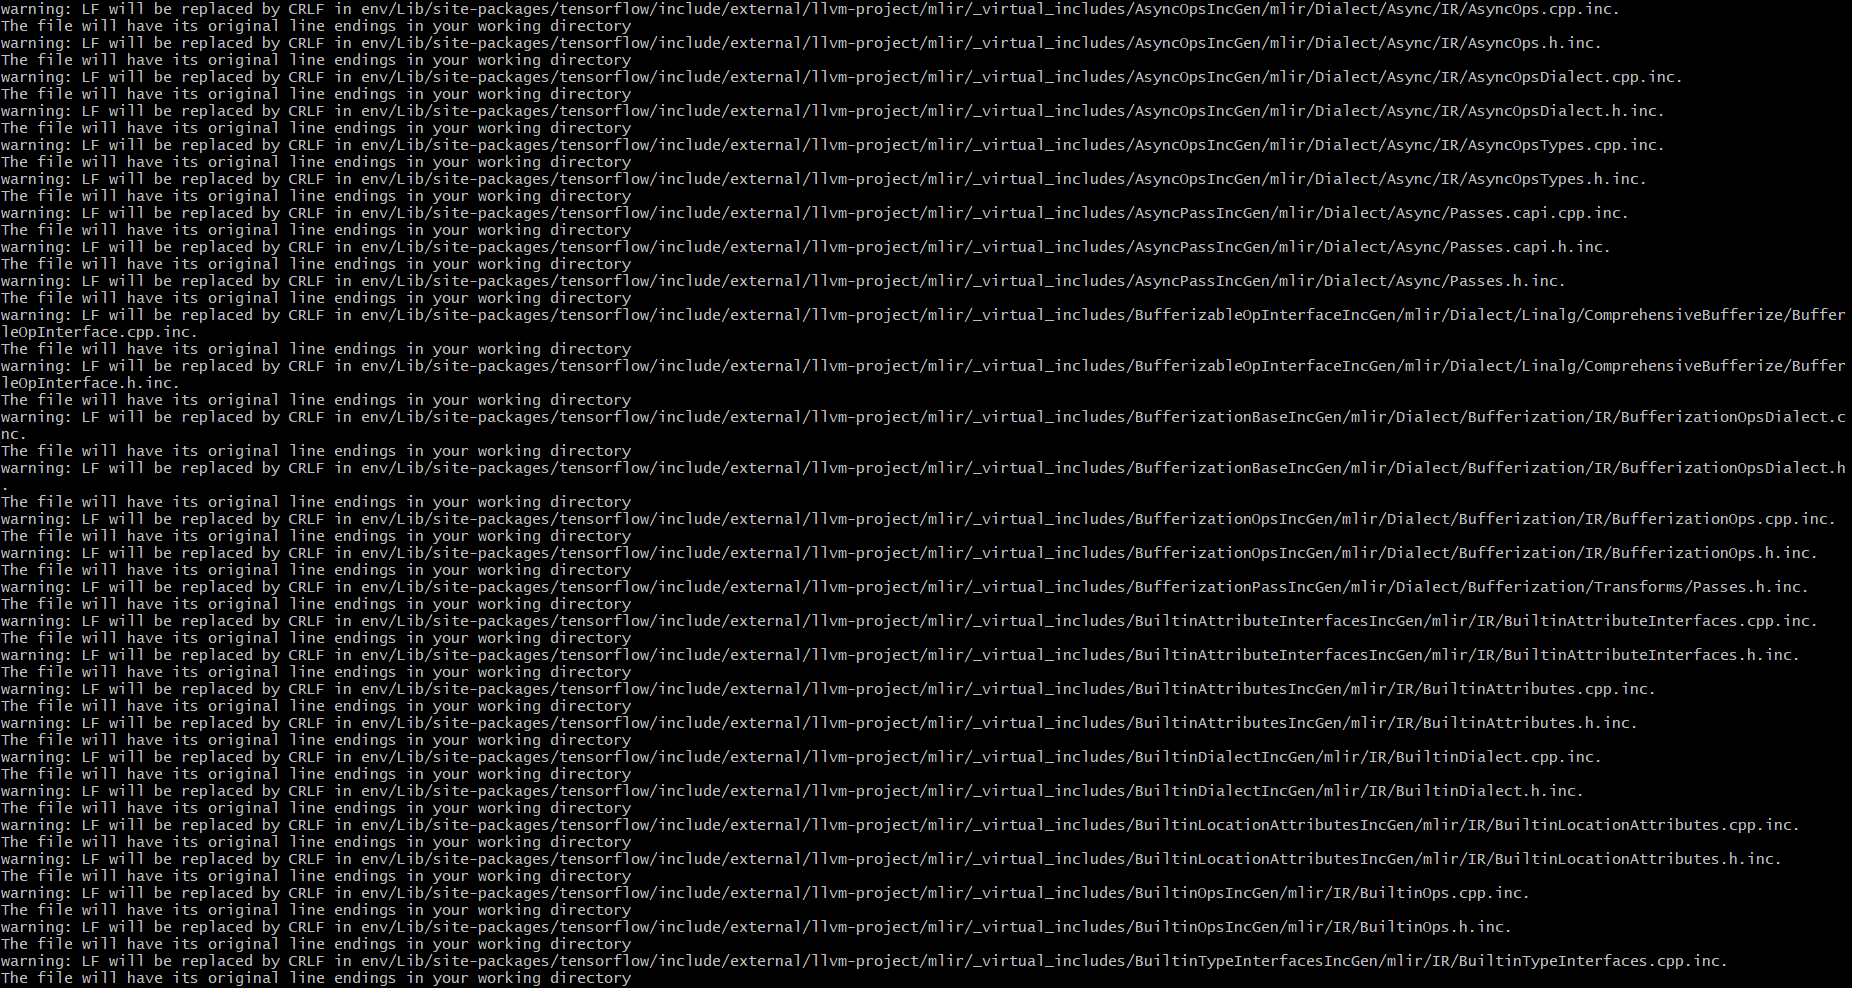 warning: LF will be replaced by CRLF in env/Lib/site-packages/tensorflow/include/external/llvm-project/mlir/_virtual_includes/AsyncOpsIncGen/mlir/Dialect/Async/IR/AsyncOps.cpp.inc.
The file will have its original line endings in your working directory
warning: LF will be replaced by CRLF in env/Lib/site-packages/tensorflow/include/external/llvm-project/mlir/_virtual_includes/AsyncOpsIncGen/mlir/Dialect/Async/IR/AsyncOps.h.inc.
The file will have its original line endings in your working directory
warning: LF will be replaced by CRLF in env/Lib/site-packages/tensorflow/include/external/llvm-project/mlir/_virtual_includes/AsyncOpsIncGen/mlir/Dialect/Async/IR/AsyncOpsDialect.cpp.inc.
The file will have its original line endings in your working directory
warning: LF will be replaced by CRLF in env/Lib/site-packages/tensorflow/include/external/llvm-project/mlir/_virtual_includes/AsyncOpsIncGen/mlir/Dialect/Async/IR/AsyncOpsDialect.h.inc.
The file will have its original line endings in your working directory
warning: LF will be replaced by CRLF in env/Lib/site-packages/tensorflow/include/external/llvm-project/mlir/_virtual_includes/AsyncOpsIncGen/mlir/Dialect/Async/IR/AsyncOpsTypes.cpp.inc.
The file will have its original line endings in your working directory
warning: LF will be replaced by CRLF in env/Lib/site-packages/tensorflow/include/external/llvm-project/mlir/_virtual_includes/AsyncOpsIncGen/mlir/Dialect/Async/IR/AsyncOpsTypes.h.inc.
The file will have its original line endings in your working directory
warning: LF will be replaced by CRLF in env/Lib/site-packages/tensorflow/include/external/llvm-project/mlir/_virtual_includes/AsyncPassIncGen/mlir/Dialect/Async/Passes.capi.cpp.inc.
The file will have its original line endings in your working directory
warning: LF will be replaced by CRLF in env/Lib/site-packages/tensorflow/include/external/llvm-project/mlir/_virtual_includes/AsyncPassIncGen/mlir/Dialect/Async/Passes.capi.h.inc.
The file will have its original line endings in your working directory
warning: LF will be replaced by CRLF in env/Lib/site-packages/tensorflow/include/external/llvm-project/mlir/_virtual_includes/AsyncPassIncGen/mlir/Dialect/Async/Passes.h.inc.
The file will have its original line endings in your working directory
warning: LF will be replaced by CRLF in env/Lib/site-packages/tensorflow/include/external/llvm-project/mlir/_virtual_includes/BufferizableOpInterfaceIncGen/mlir/Dialect/Linalg/ComprehensiveBufferize/Buffer
leOpInterface.cpp.inc.
The file will have its original line endings in your working directory
warning: LF will be replaced by CRLF in env/Lib/site-packages/tensorflow/include/external/llvm-project/mlir/_virtual_includes/BufferizableOpInterfaceIncGen/mlir/Dialect/Linalg/ComprehensiveBufferize/Buffer
leOpInterface.h.inc.
The file will have its original line endings in your working directory
warning: LF will be replaced by CRLF in env/Lib/site-packages/tensorflow/include/external/llvm-project/mlir/_virtual_includes/BufferizationBaseIncGen/mlir/Dialect/Bufferization/IR/BufferizationOpsDialect.c
nc.
The file will have its original line endings in your working directory
warning: LF will be replaced by CRLF in env/Lib/site-packages/tensorflow/include/external/llvm-project/mlir/_virtual_includes/BufferizationBaseIncGen/mlir/Dialect/Bufferization/IR/BufferizationOpsDialect.h
.
The file will have its original line endings in your working directory
warning: LF will be replaced by CRLF in env/Lib/site-packages/tensorflow/include/external/llvm-project/mlir/_virtual_includes/BufferizationOpsIncGen/mlir/Dialect/Bufferization/IR/BufferizationOps.cpp.inc.
The file will have its original line endings in your working directory
warning: LF will be replaced by CRLF in env/Lib/site-packages/tensorflow/include/external/llvm-project/mlir/_virtual_includes/BufferizationOpsIncGen/mlir/Dialect/Bufferization/IR/BufferizationOps.h.inc.
The file will have its original line endings in your working directory
warning: LF will be replaced by CRLF in env/Lib/site-packages/tensorflow/include/external/llvm-project/mlir/_virtual_includes/BufferizationPassIncGen/mlir/Dialect/Bufferization/Transforms/Passes.h.inc.
The file will have its original line endings in your working directory
warning: LF will be replaced by CRLF in env/Lib/site-packages/tensorflow/include/external/llvm-project/mlir/_virtual_includes/BuiltinAttributeInterfacesIncGen/mlir/IR/BuiltinAttributeInterfaces.cpp.inc.
The file will have its original line endings in your working directory
warning: LF will be replaced by CRLF in env/Lib/site-packages/tensorflow/include/external/llvm-project/mlir/_virtual_includes/BuiltinAttributeInterfacesIncGen/mlir/IR/BuiltinAttributeInterfaces.h.inc.
The file will have its original line endings in your working directory
warning: LF will be replaced by CRLF in env/Lib/site-packages/tensorflow/include/external/llvm-project/mlir/_virtual_includes/BuiltinAttributesIncGen/mlir/IR/BuiltinAttributes.cpp.inc.
The file will have its original line endings in your working directory
warning: LF will be replaced by CRLF in env/Lib/site-packages/tensorflow/include/external/llvm-project/mlir/_virtual_includes/BuiltinAttributesIncGen/mlir/IR/BuiltinAttributes.h.inc.
The file will have its original line endings in your working directory
warning: LF will be replaced by CRLF in env/Lib/site-packages/tensorflow/include/external/llvm-project/mlir/_virtual_includes/BuiltinDialectIncGen/mlir/IR/BuiltinDialect.cpp.inc.
The file will have its original line endings in your working directory
warning: LF will be replaced by CRLF in env/Lib/site-packages/tensorflow/include/external/llvm-project/mlir/_virtual_includes/BuiltinDialectIncGen/mlir/IR/BuiltinDialect.h.inc.
The file will have its original line endings in your working directory
warning: LF will be replaced by CRLF in env/Lib/site-packages/tensorflow/include/external/llvm-project/mlir/_virtual_includes/BuiltinLocationAttributesIncGen/mlir/IR/BuiltinLocationAttributes.cpp.inc.
The file will have its original line endings in your working directory
warning: LF will be replaced by CRLF in env/Lib/site-packages/tensorflow/include/external/llvm-project/mlir/_virtual_includes/BuiltinLocationAttributesIncGen/mlir/IR/BuiltinLocationAttributes.h.inc.
The file will have its original line endings in your working directory
warning: LF will be replaced by CRLF in env/Lib/site-packages/tensorflow/include/external/llvm-project/mlir/_virtual_includes/BuiltinOpsIncGen/mlir/IR/BuiltinOps.cpp.inc.
The file will have its original line endings in your working directory
warning: LF will be replaced by CRLF in env/Lib/site-packages/tensorflow/include/external/llvm-project/mlir/_virtual_includes/BuiltinOpsIncGen/mlir/IR/BuiltinOps.h.inc.
The file will have its original line endings in your working directory
warning: LF will be replaced by CRLF in env/Lib/site-packages/tensorflow/include/external/llvm-project/mlir/_virtual_includes/BuiltinTypeInterfacesIncGen/mlir/IR/BuiltinTypeInterfaces.cpp.inc.
The file will have its original line endings in your working directory